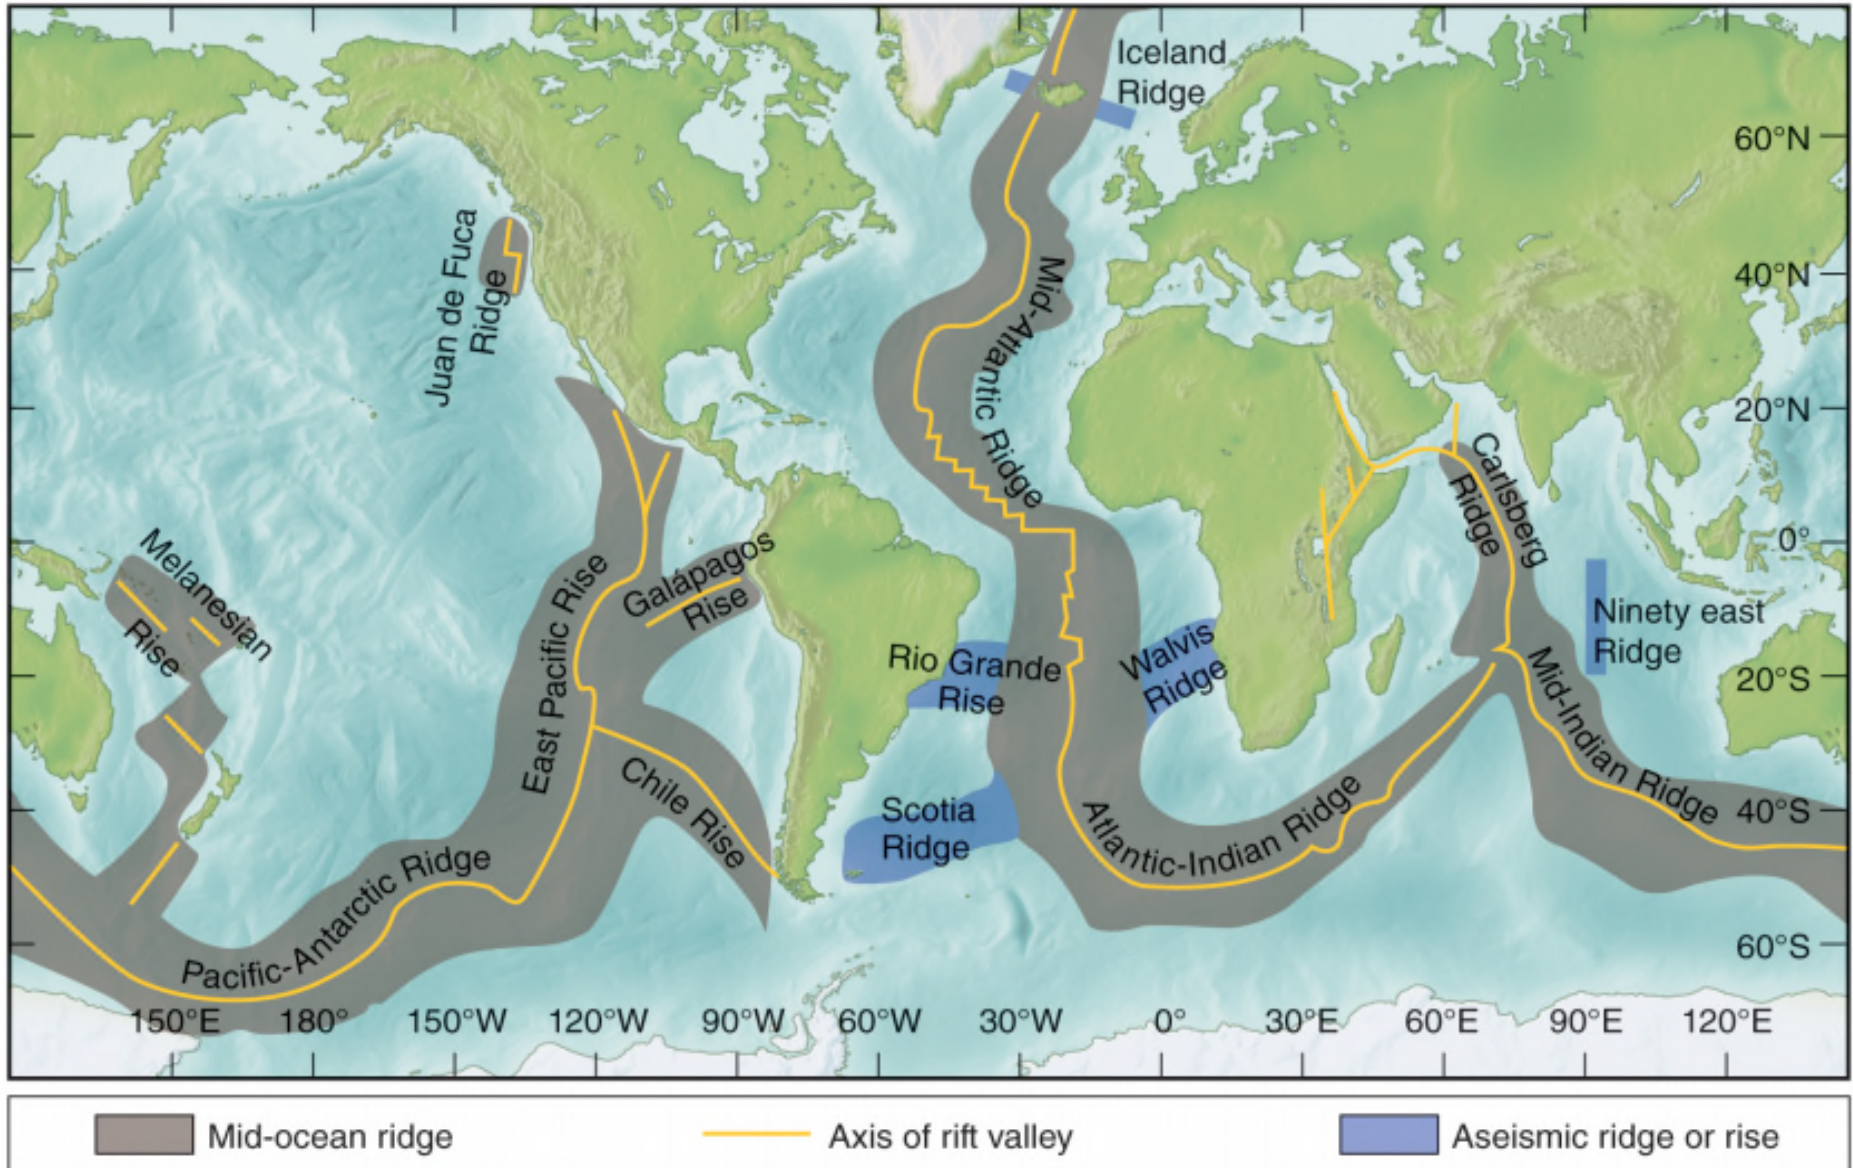 Iceland
Ridge
60°N
Juan de Fuca
Ridge
40°N
Mid-Atlantic Ridge
20°N
Carlsberg
Ridge
0°
Melanesian
Rise
Galápagos
Rise
East Pacific Rise
Ninety east
Ridge
Rio Grande
Rise
Walvis
Ridge
20°S
Mid-Indian Ridge
Chile Rise
Scotia
Ridge
Atlantic-Indian Ridge
40°S
Pacific-Antarctic Ridge
60°S
150°E 180° 150°W 120°W 90°W 60°W 30°W 0° 30°E 60°E 90°E 120°E
Mid-ocean ridge Axis of rift valley Aseismic ridge or rise